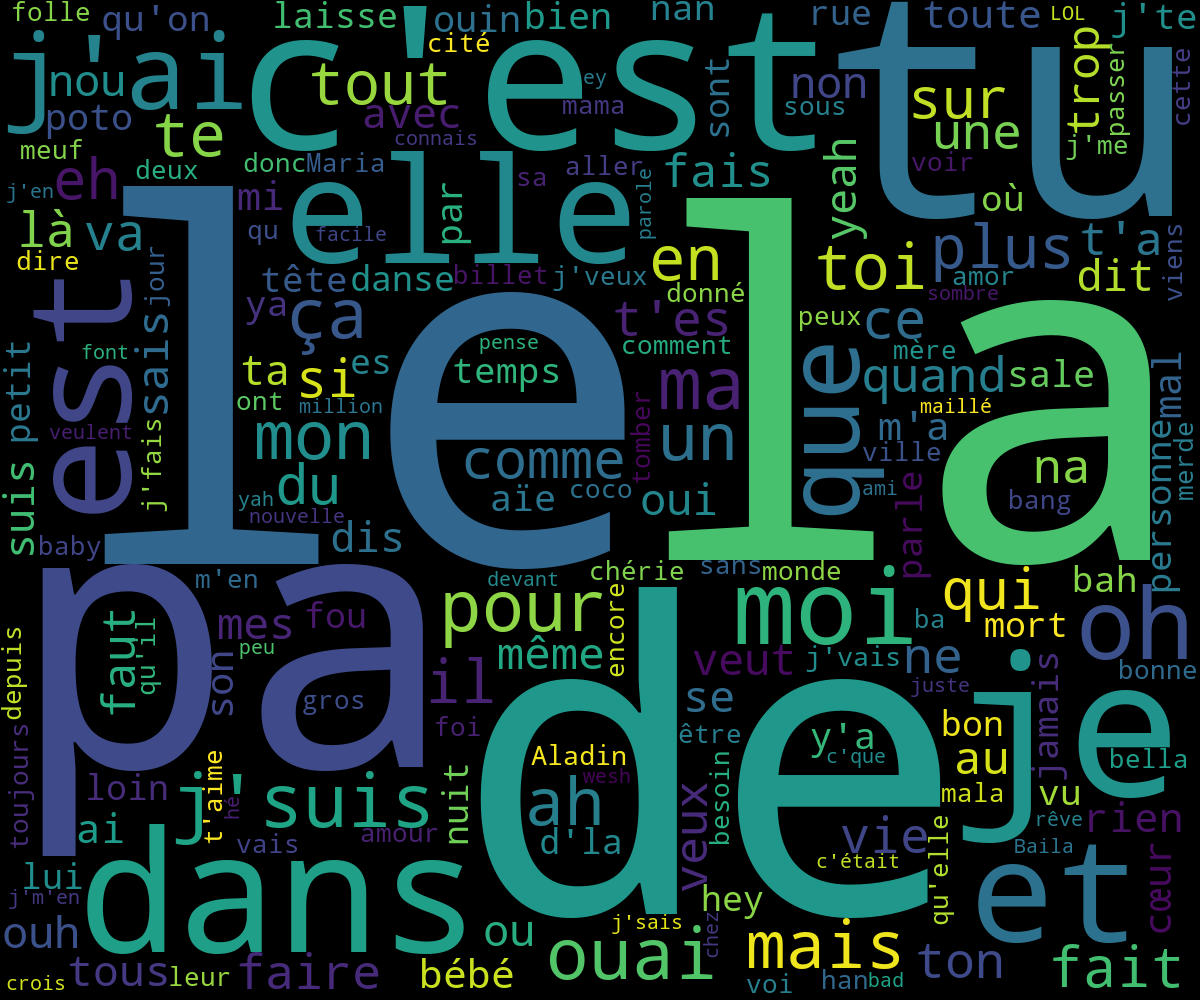 folle
qu'on
laisse
ouin
bien
nan
rue
toute
LOL
j'te
j'ai
c'est
tu
nou
tout
cité
ey
sont
non
sur
trop
passer
cette
poto
te
avec
mama
sous
une
j'me
meuf
connais
deux
donc
Maria
elle
sa
aller
fais
yeah
voir
j'en
eh
mi
par
parole
où
là
va
qu
facile
plus
t'a
viens
dire
jour
tête
danse
billet
j'veux
en
donné
toi
amor
sombre
dit
est
le
la
ya
ça
t'es
peux
ce
font
j'faissais
pense
comment
mère
petit
ta
si
es
temps
ma
que
quand
sale
mal
ont
million
maillé
veulent
mon
comme
tomber
un
m'a
ville
na
personne
merde
suis
du
aïe
coco
oui
ami
parle
bang
yah
nouvelle
baby
dis
m'en
devant
chérie
sans
monde
bah
pa
de
je
depuis
faut
qu'il
mes
fou
pour
encore
moi
qui
mort
ba
oh
son
peu
même
veut
j'vais
ne
bonne
gros
il
se
juste
jamais
toujours
foi
être
y'a
c'que
bon
au
bella
Aladin
wesh
loin
j'suis
t'aime
hé
nuit
ah
besoin
mala
vu
rien
ai
vais
amour
d'la
veux
vie
rêve
Baila
lui
dans
c'était
qu'elle
et
cœur
j'm'en
hey
ouh
ou
j'sais
chez
mais
tous
leur
faire
bébé
ouai
ton
fait
crois
voi
han
bad